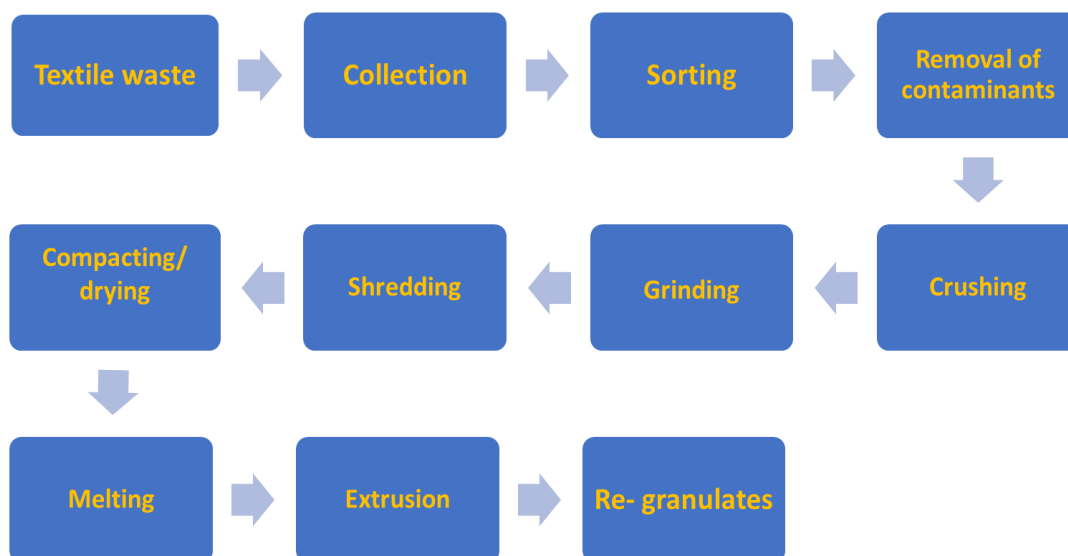 Textile waste
Collection
Sorting
Removal of
contaminants
Crushing
Grinding
Shredding
Compacting/
drying
Melting
Extrusion
Re- granulates